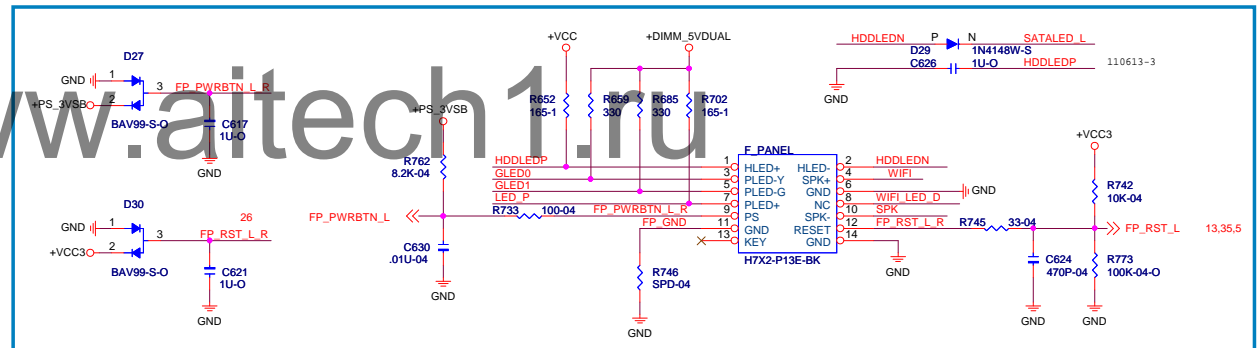 D27
GND 1
3 FP_PWRBTN_L_R
+PS_3VSB 2
BAV99-S-O
C617
1U-O
GND
D30
GND 1
3 FP_RST_L_R
26
+VCC3 2
BAV99-S-O
C621
1U-O
GND
www.aitech1.ru
+PS_3VSB
R762
8.2K-04
FP_PWRBTN_L
R733 100-04 FP_PWRBTN_L_R
C630
.01U-04
GND
+VCC
+DIMM_5VDUAL
R652
165-1
R659
330
R685
330
R702
165-1
HDDLEDP
GLED0
GLED1
LED_P
FP_GND
R746
SPD-04
GND
F_PANEL
1 HLED+ HLED- 2 HDDLEDN
3 PLED-Y SPK+ 4 WIFI
5 PLED-G GND 6 GND
7 PLED+ NC 8 WIFI_LED_D
9 PS SPK- 10 SPK
11 GND RESET 12 FP_RST_L_R
13 KEY GND 14
H7X2-P13E-BK
GND
HDDLEDN P N SATALED_L
D29 1N4148W-S
C626 1U-O HDDLEDP
GND
110613-3
+VCC3
R742
10K-04
R745 33-04
FP_RST_L 13,35,5
C624
470P-04
R773
100K-04-O
GND
GND